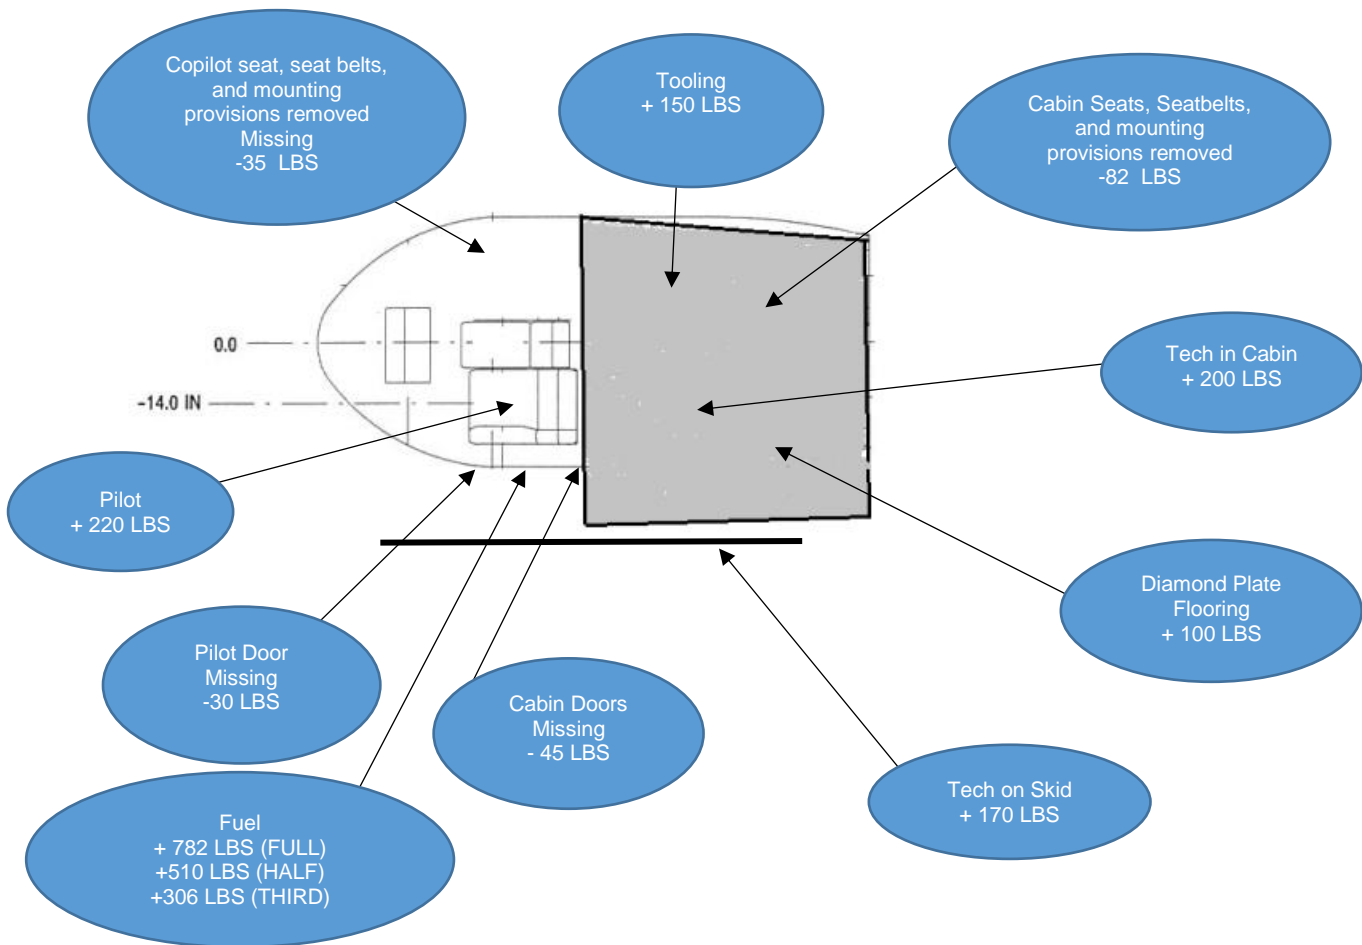 Copilot seat, seat belts,
and mounting
provisions removed
Missing
-35 LBS
Tooling
+ 150 LBS
Cabin Seats, Seatbelts,
and mounting
provisions removed
-82 LBS
0.0
-14.0 IN
Tech in Cabin
+ 200 LBS
Pilot
+ 220 LBS
Diamond Plate
Flooring
+ 100 LBS
Pilot Door
Missing
-30 LBS
Cabin Doors
Missing
- 45 LBS
Tech on Skid
+ 170 LBS
Fuel
+ 782 LBS (FULL)
+510 LBS (HALF)
+306 LBS (THIRD)